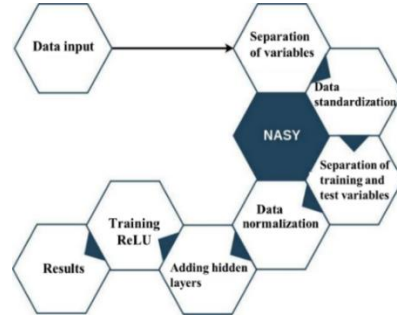 Data input
Separation
of variables
Data
standardization
NASY
Separation of
training and
test variables
Data
normalization
Adding hidden
layers
Training
ReLU
Results